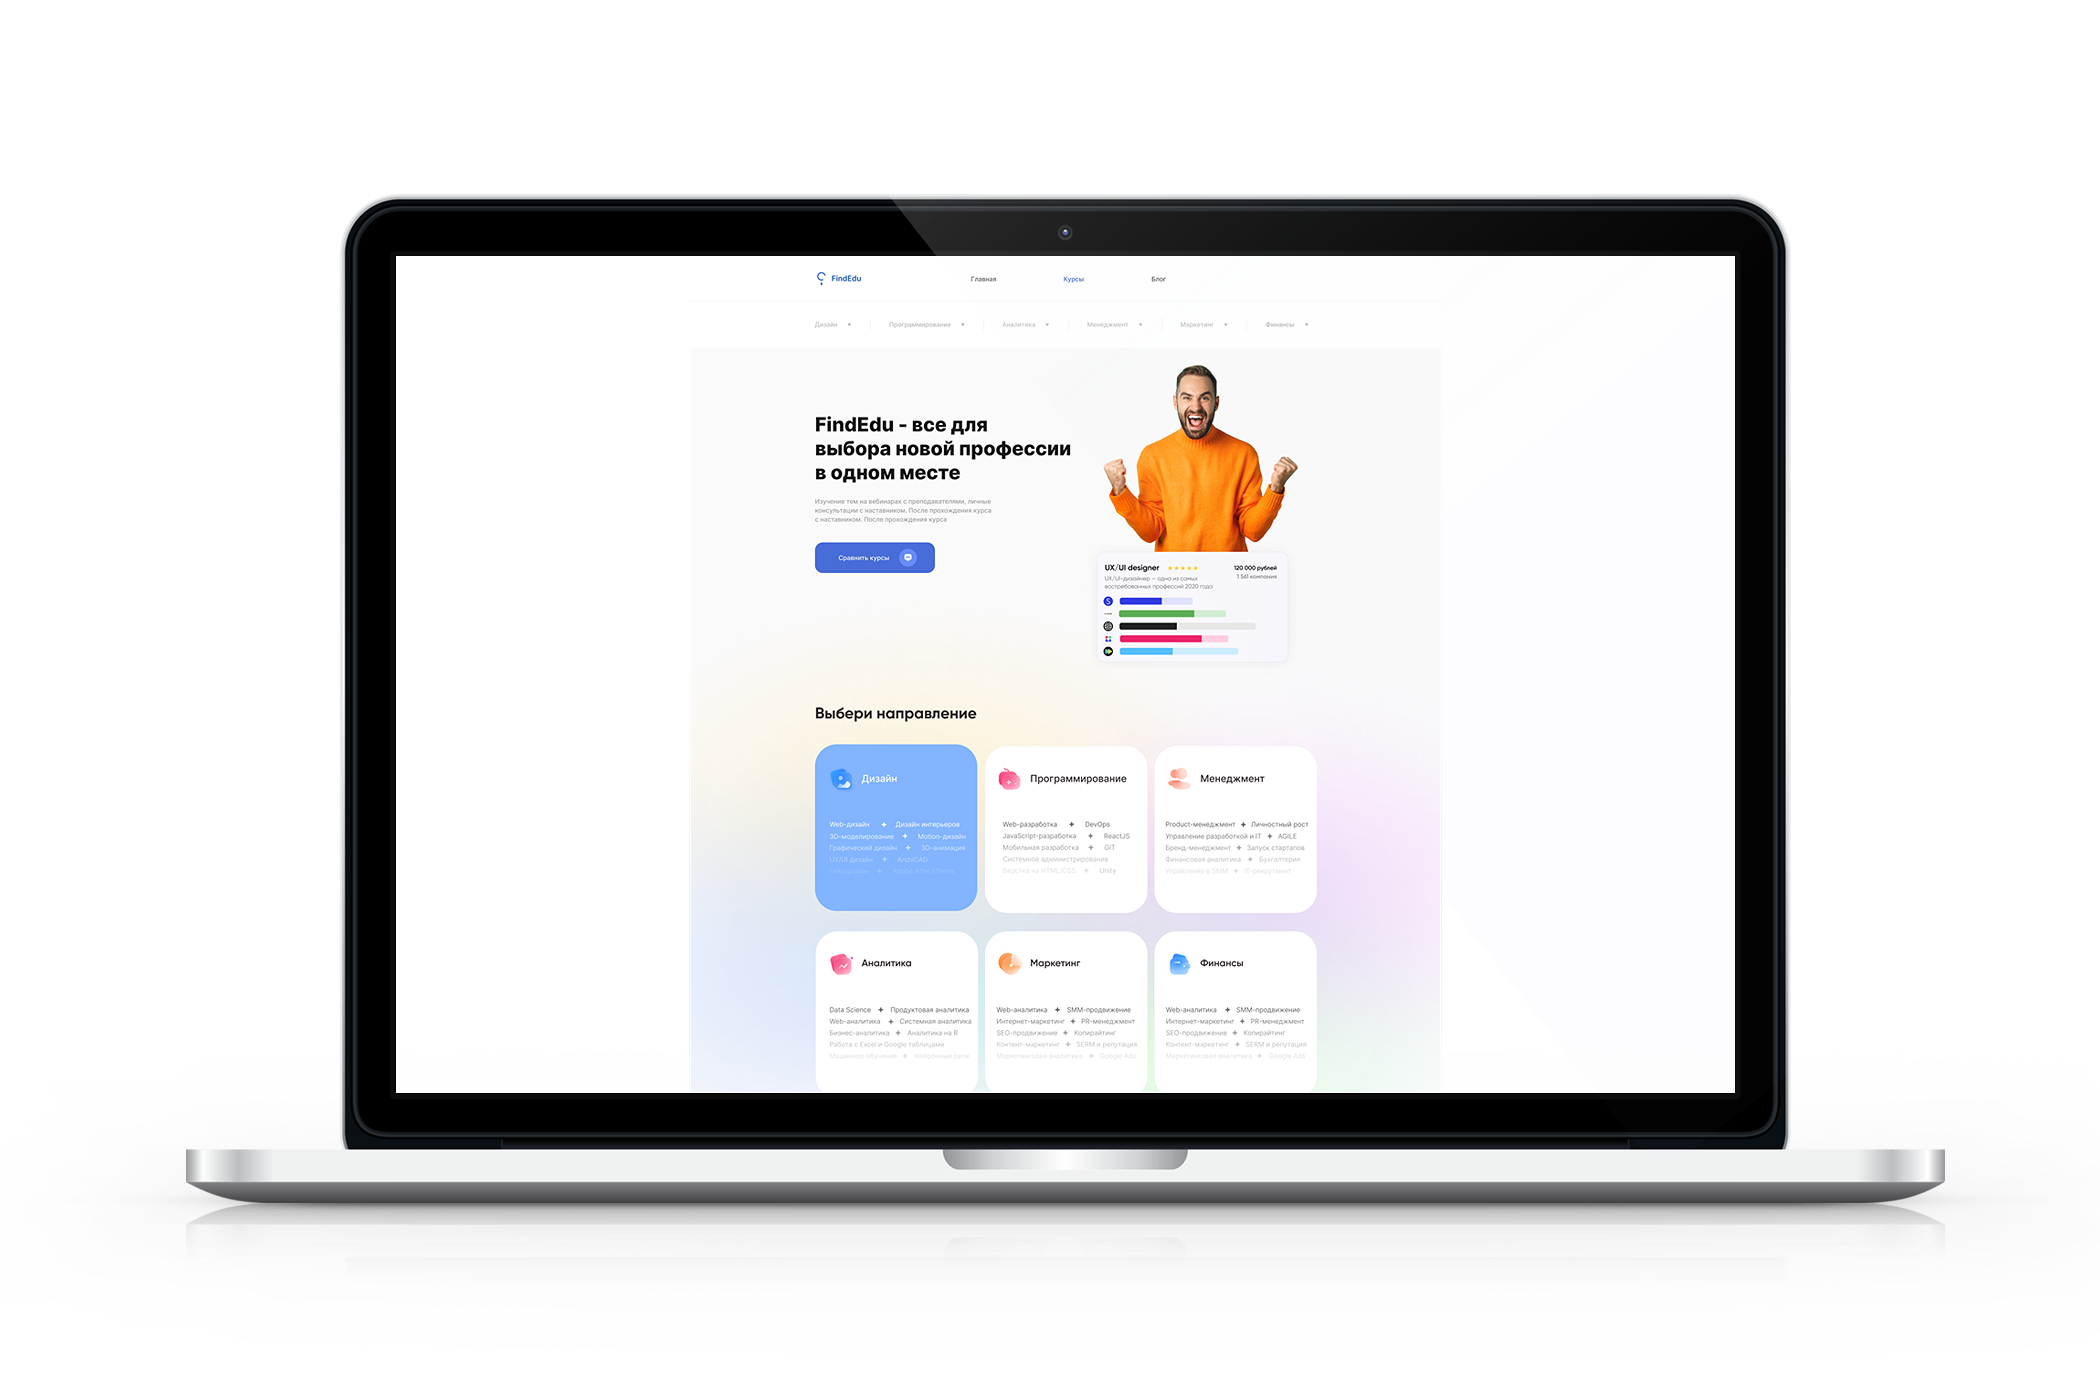 FindEdu
Главная
Курсы
Блог
Дизайн
Программирование
Аналитика
Менеджмент
Маркетинг
Финансы
FindEdu - все для
выбора новой профессии
в одном месте
Изучение тем на вебинарах с преподавателями, личные
консультации с наставником. После прохождения курса
с наставником. После прохождения курса
Сравнить курсы
UX/UI designer
120 000 рублей
UX/UI-дизайнер – одна из самых
востребованных профессий 2020 года
1 561 компания
Выбери направление
Дизайн
Web-дизайн + Дизайн интерьеров
3D-моделирование + Motion-дизайн
Графический дизайн + 3D-анимация
UX/UI дизайн + ArchiCAD
Геймдизайн + Adobe After Effects
Программирование
Web-разработка + DevOps
JavaScript-разработка + ReactJS
Мобильная разработка + GIT
Системное администрирование
Верстка на HTML/CSS + Unity
Менеджмент
Product-менеджмент + Личностный рост
Управление разработкой и IT + AGILE
Бренд-менеджмент + Запуск стартапов
Финансовая аналитика + Бухгалтерия
Управление в SMM + IT-рекрутмент
Аналитика
Data Science + Продуктовая аналитика
Web-аналитика + Системная аналитика
Бизнес-аналитика + Аналитика на R
Работа с Excel и Google таблицами
Машинное обучение + Нейронные сети
Маркетинг
Web-аналитика + SMM-продвижение
Интернет-маркетинг + PR-менеджмент
SEO-продвижение + Копирайтинг
Контент-маркетинг + SERM и репутация
Маркетинговая аналитика + Google Ads
Финансы
Web-аналитика + SMM-продвижение
Интернет-маркетинг + PR-менеджмент
SEO-продвижение + Копирайтинг
Контент-маркетинг + SERM и репутация
Маркетинговая аналитика + Google Ads